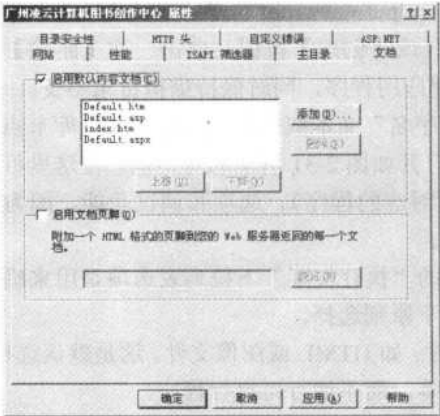 广州凌云计算机图书创作中心 属性
目录安全性 HTTP 头 自定义错误 ASP.NET
网站 性能 ISAPI 筛选器 主目录 文档
启用默认内容文档(C)
Default.htm
Default.asp
index.htm
Default.aspx
添加(D)...
删除(R)
上移(U) 下移(O)
启用文档页脚(O)
附加一个 HTML 格式的页脚到您的 Web 服务器返回的每一个文档。
确定 取消 应用(A) 帮助